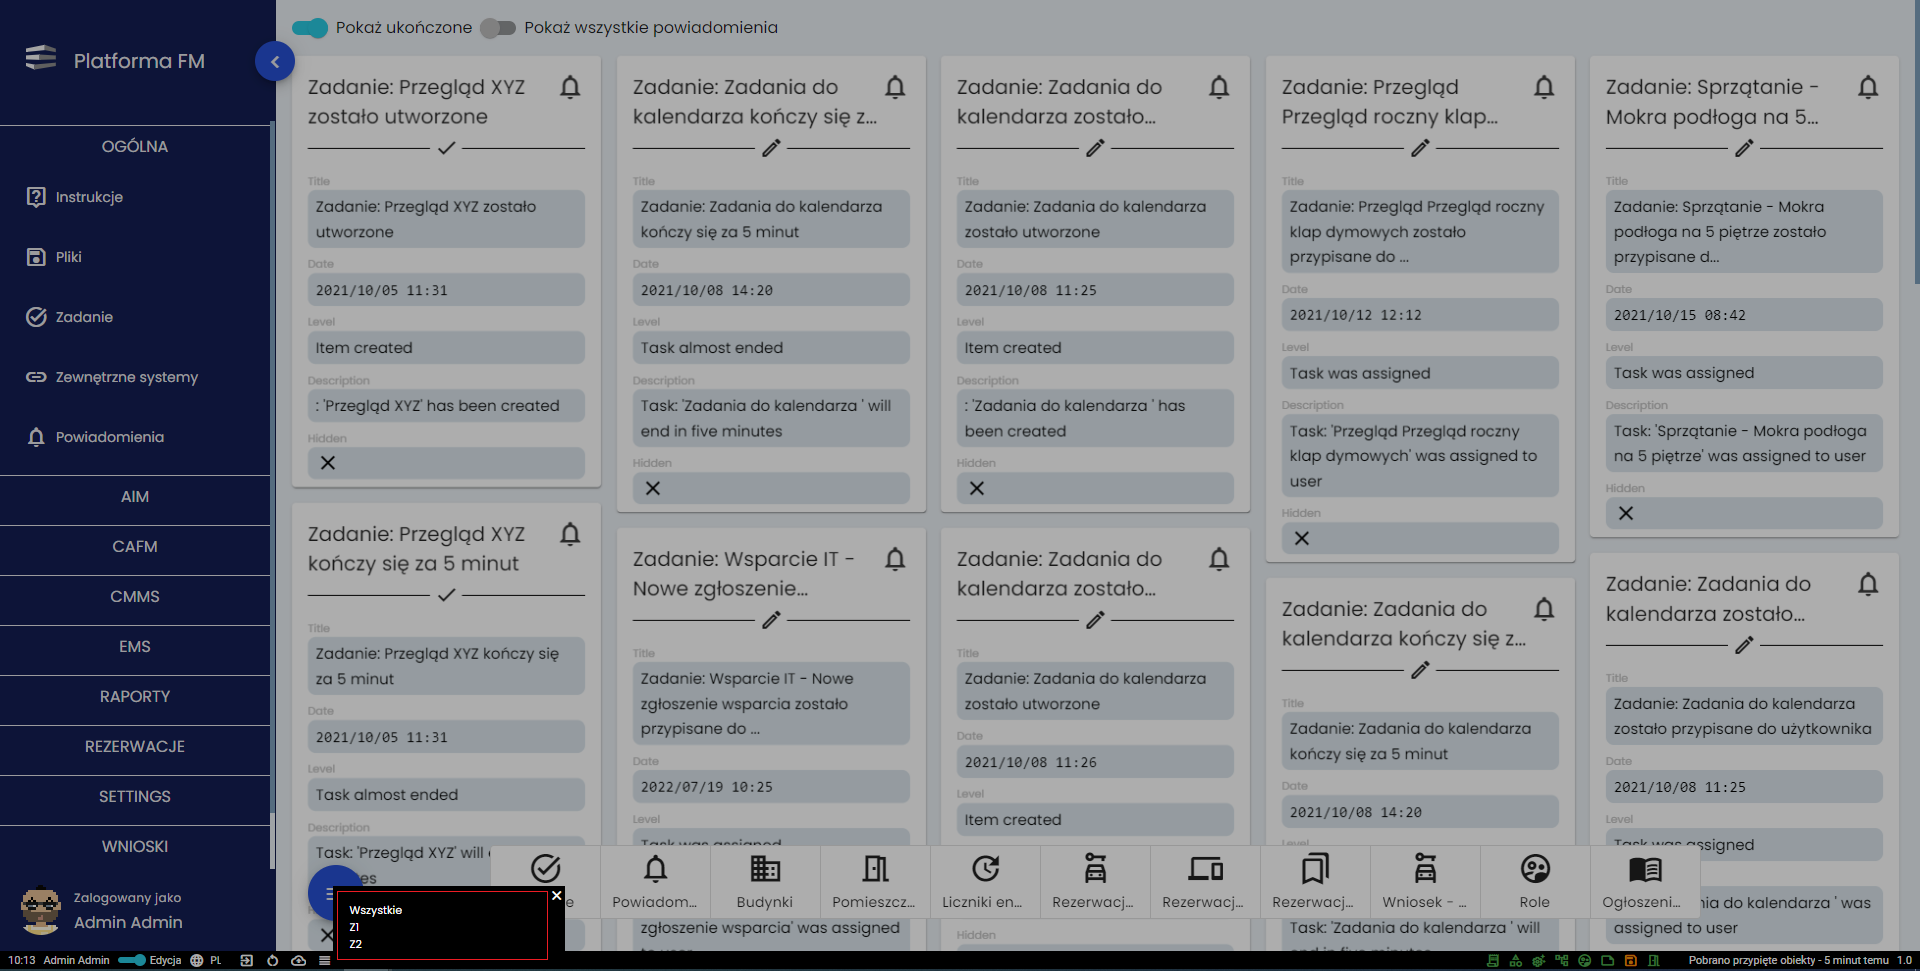 Platforma FM
OGÓLNA
Instrukcje
Pliki
Zadanie
Zewnętrzne systemy
Powiadomienia
AIM
CAFM
CMMS
EMS
RAPORTY
REZERWACJE
SETTINGS
WNIOSKI
Zalogowany jako
Admin Admin
Pokaż ukończone
Pokaż wszystkie powiadomienia
Zadanie: Przegląd XYZ
zostało utworzone
Title
Zadanie: Przegląd XYZ zostało
utworzone
Date
2021/10/05 11:31
Level
Item created
Description
: 'Przegląd XYZ' has been created
Hidden
Zadanie: Przegląd XYZ
kończy się za 5 minut
Title
Zadanie: Przegląd XYZ kończy się
za 5 minut
Date
2021/10/05 11:31
Level
Task almost ended
Description
Task: 'Przegląd XYZ' will
Zadanie: Zadania do
kalendarza kończy się z...
Title
Zadanie: Zadania do kalendarza
kończy się za 5 minut
Date
2021/10/08 14:20
Level
Task almost ended
Description
Task: 'Zadania do kalendarza ' will
end in five minutes
Hidden
Zadanie: Wsparcie IT -
Nowe zgłoszenie...
Title
Zadanie: Wsparcie IT - Nowe
zgłoszenie wsparcia zostało
przypisane do ...
Date
2022/07/19 10:25
Level
Task was assigned
zgłoszenie wsparcia' was assigned
to user
Zadanie: Zadania do
kalendarza zostało...
Title
Zadanie: Zadania do kalendarza
zostało utworzone
Date
2021/10/08 11:25
Level
Item created
Description
: 'Zadania do kalendarza ' has
been created
Hidden
Zadanie: Zadania do
kalendarza zostało...
Title
Zadanie: Zadania do kalendarza
zostało utworzone
Date
2021/10/08 11:26
Level
Item created
Hidden
Zadanie: Przegląd
Przegląd roczny klap...
Title
Zadanie: Przegląd Przegląd roczny
klap dymowych zostało
przypisane do ...
Date
2021/10/12 12:12
Level
Task was assigned
Description
Task: 'Przegląd Przegląd roczny
klap dymowych' was assigned to
user
Hidden
Zadanie: Zadania do
kalendarza kończy się z...
Title
Zadanie: Zadania do kalendarza
kończy się za 5 minut
Date
2021/10/08 14:20
Level
Task: 'Zadania do kalendarza ' will
end in five minutes
Zadanie: Sprzątanie -
Mokra podłoga na 5...
Title
Zadanie: Sprzątanie - Mokra
podłoga na 5 piętrze zostało
przypisane d...
Date
2021/10/15 08:42
Level
Task was assigned
Description
Task: 'Sprzątanie - Mokra podłoga
na 5 piętrze' was assigned to user
Hidden
Zadanie: Zadania do
kalendarza zostało...
Title
Zadanie: Zadania do kalendarza
zostało przypisane do użytkownika
Date
2021/10/08 11:25
Level
Task was assigned
do kalendarza ' was
assigned to user
Powiadom...
Budynki
Pomieszcz...
Liczniki en...
Rezerwacj...
Rezerwacj...
Rezerwacj...
Wniosek - ...
Role
Ogłoszeni...
Wszystkie
Z1
Z2
10:13 Admin Admin Edycja PL
Pobrano przypięte obiekty - 5 minut temu 1.0